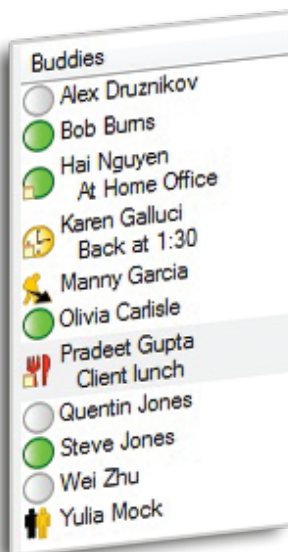 Buddies
Alex Druznikov
Bob Burns
Hai Nguyen
At Home Office
Karen Galluci
Back at 1:30
Manny Garcia
Olivia Carlisle
Pradeet Gupta
Client lunch
Quentin Jones
Steve Jones
Wei Zhu
Yulia Mock